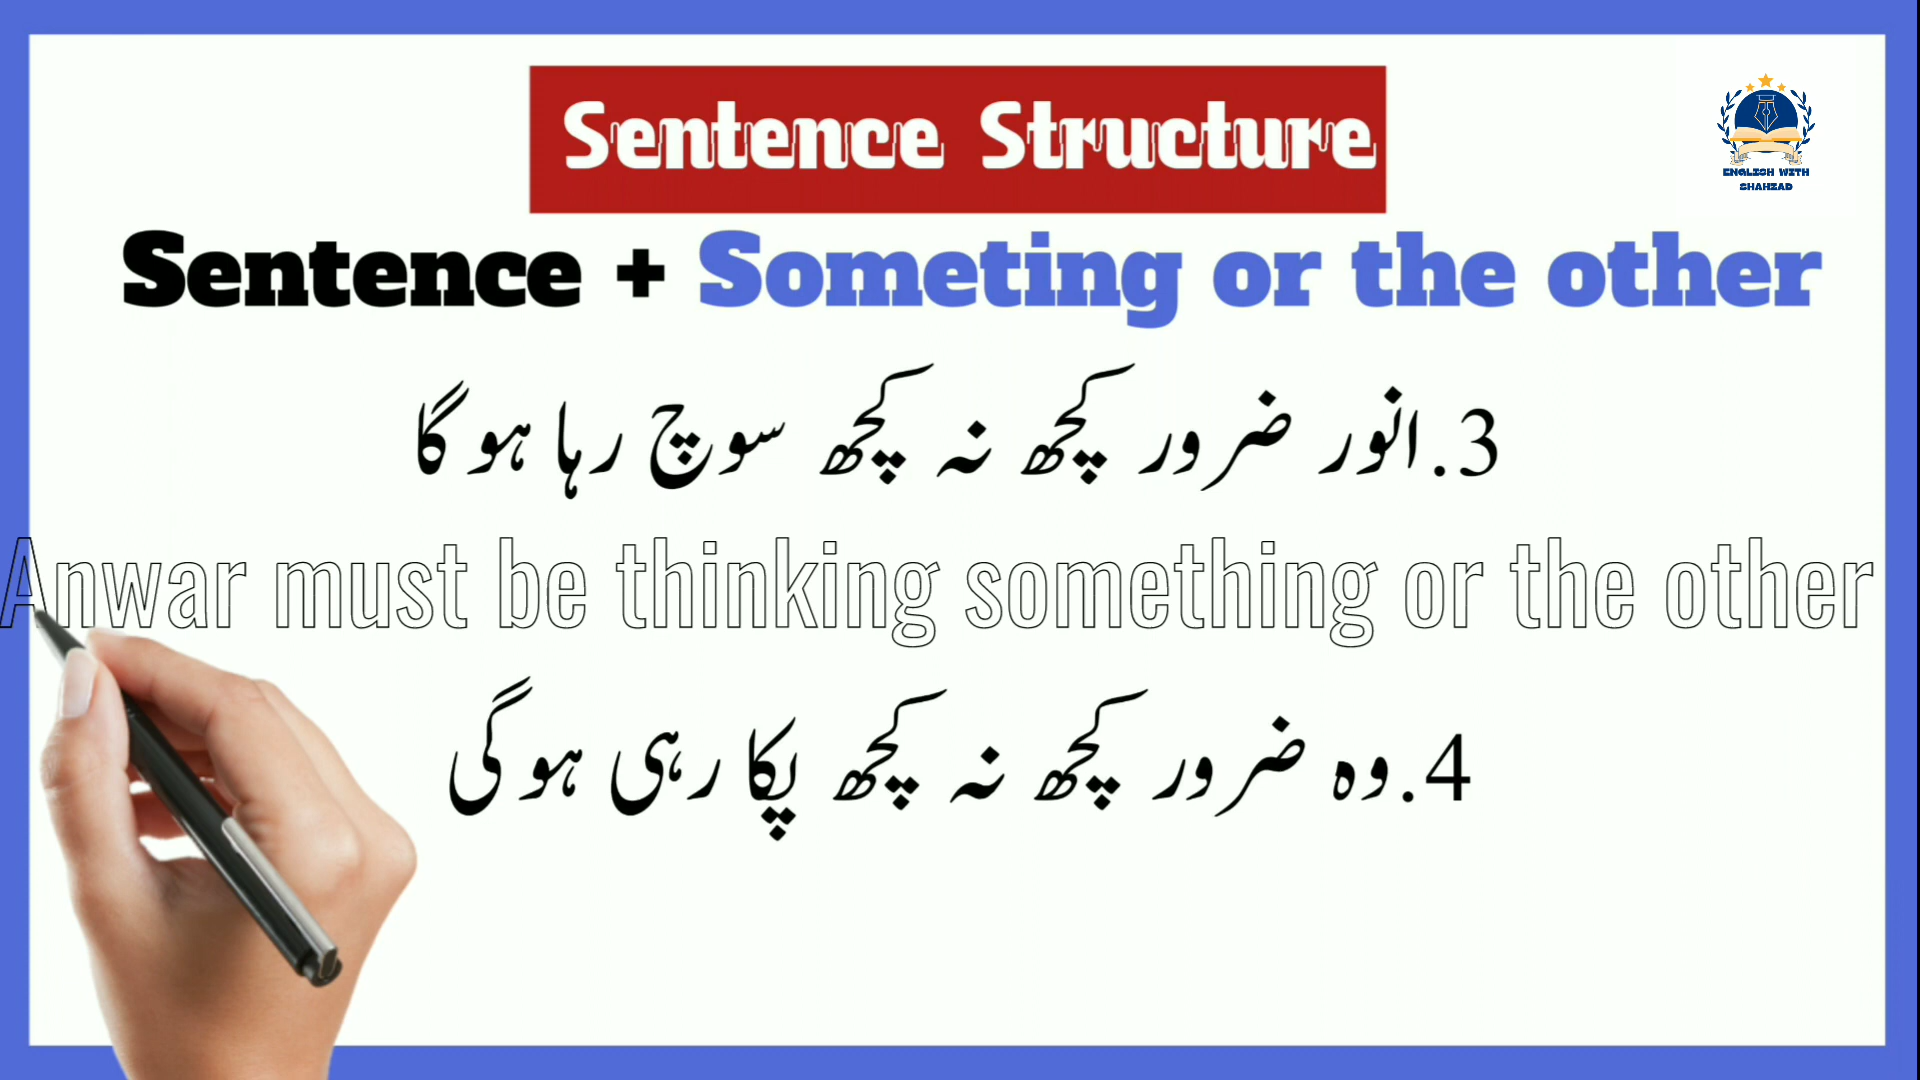 Sentence Structure
ENGLISH WITH
SHAHZAD
Sentence + Someting or the other
3.انور ضرور کچھ نہ کچھ سوچ رہا ہو گا
Anwar must be thinking something or the other
4.وہ ضرور کچھ نہ کچھ پکا رہی ہو گی